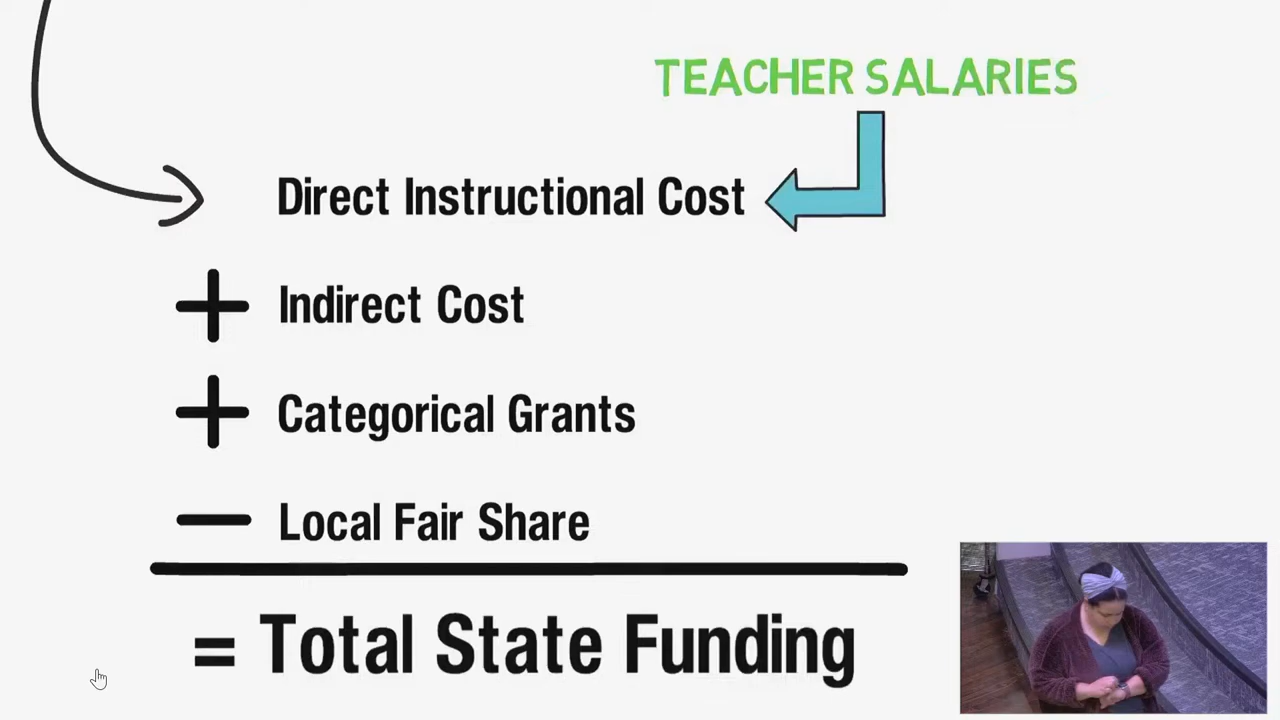 TEACHER SALARIES
Direct Instructional Cost
+ Indirect Cost
+ Categorical Grants
− Local Fair Share
= Total State Funding